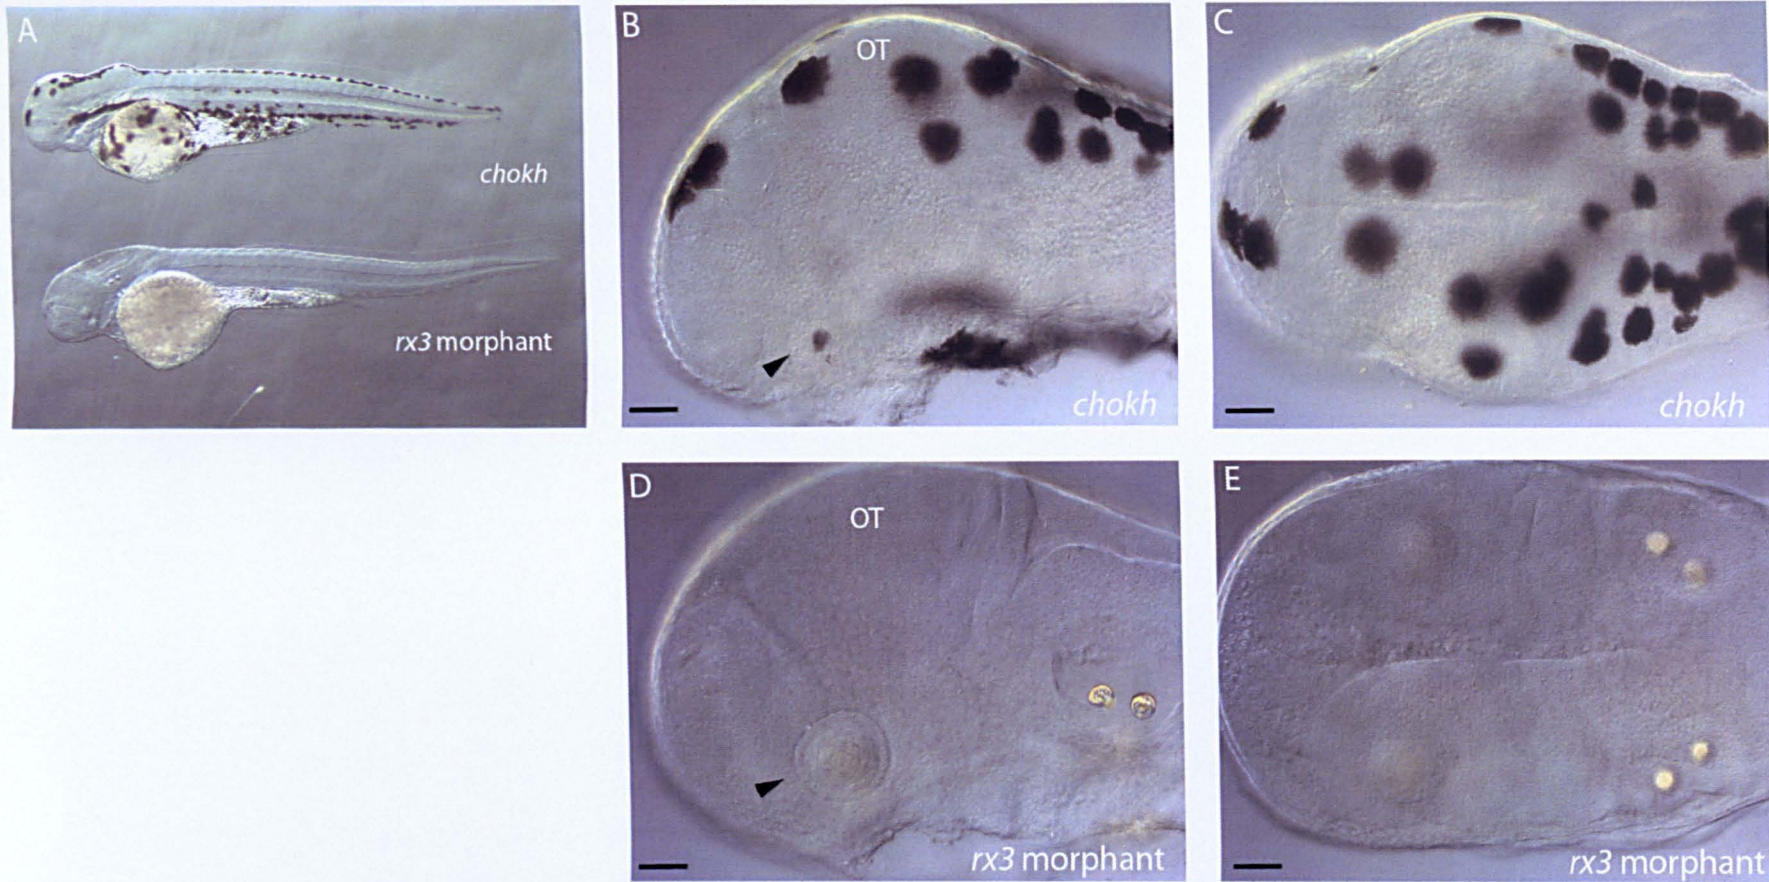 A
chokh
rx3 morphant
B
OT
chokh
C
chokh
D
OT
rx3 morphant
E
rx3 morphant